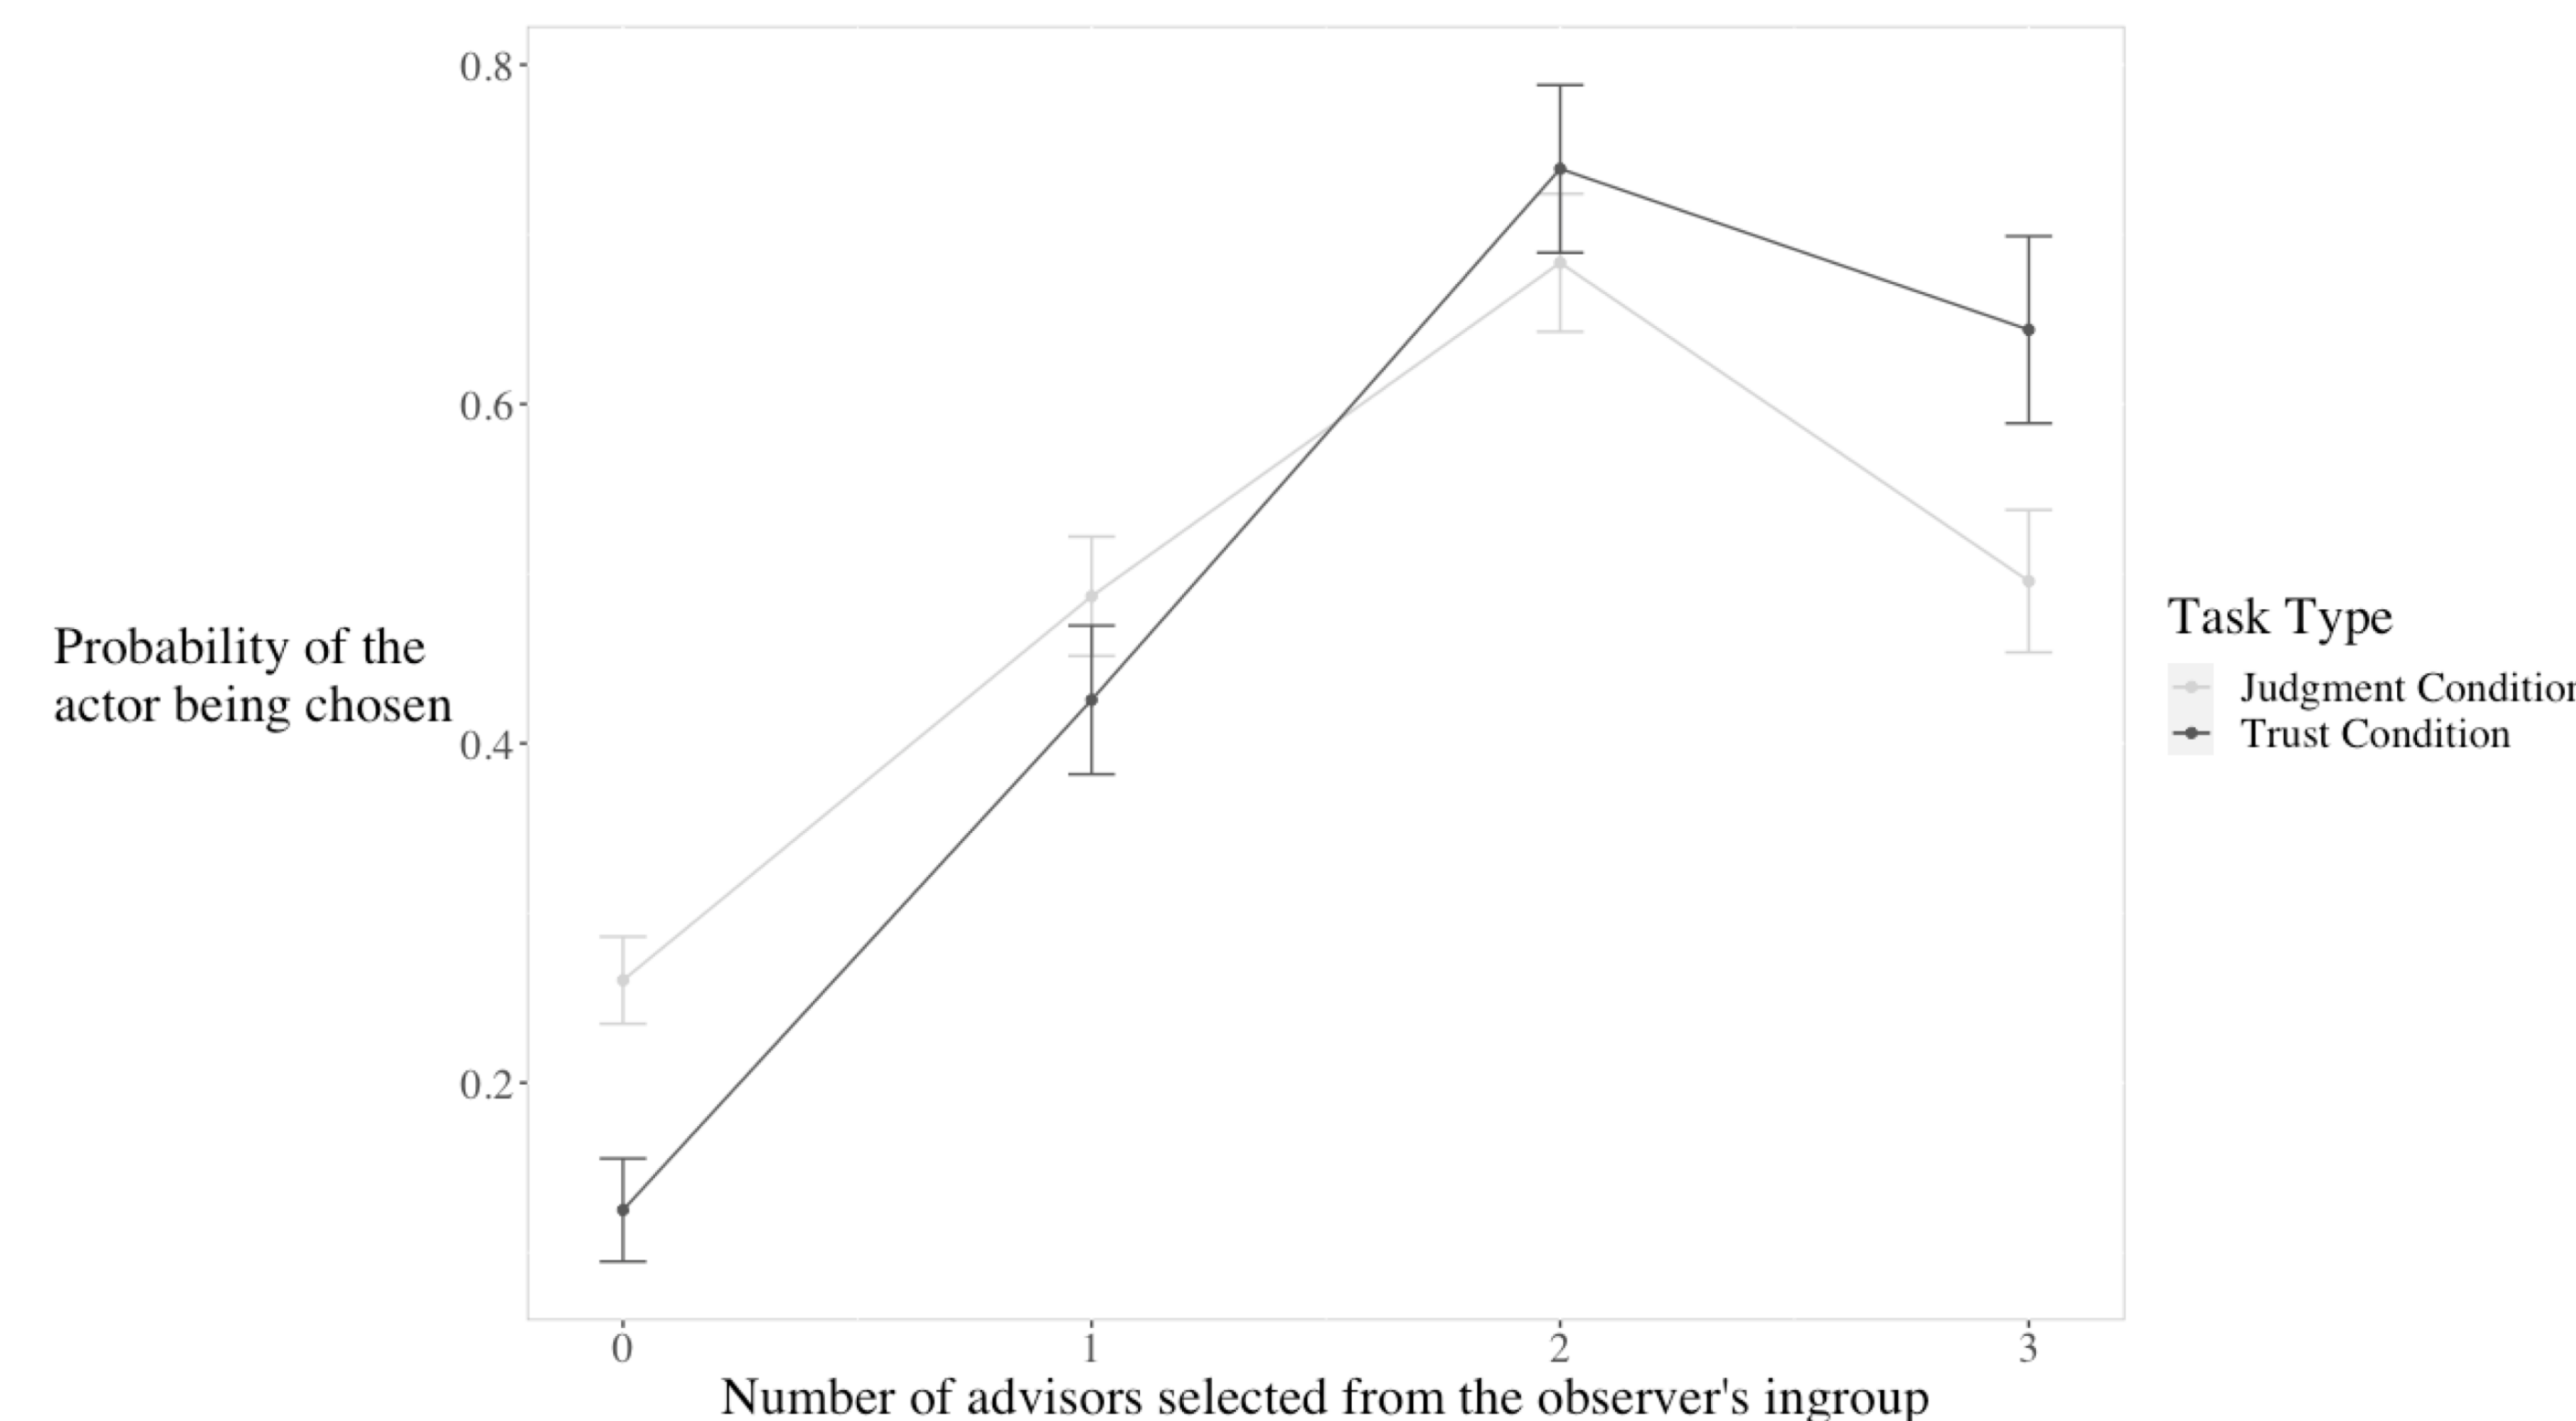 0.8
0.6
0.4
0.2
Probability of the
actor being chosen
0
1
2
3
Number of advisors selected from the observer's ingroup
Task Type
Judgment Condition
Trust Condition